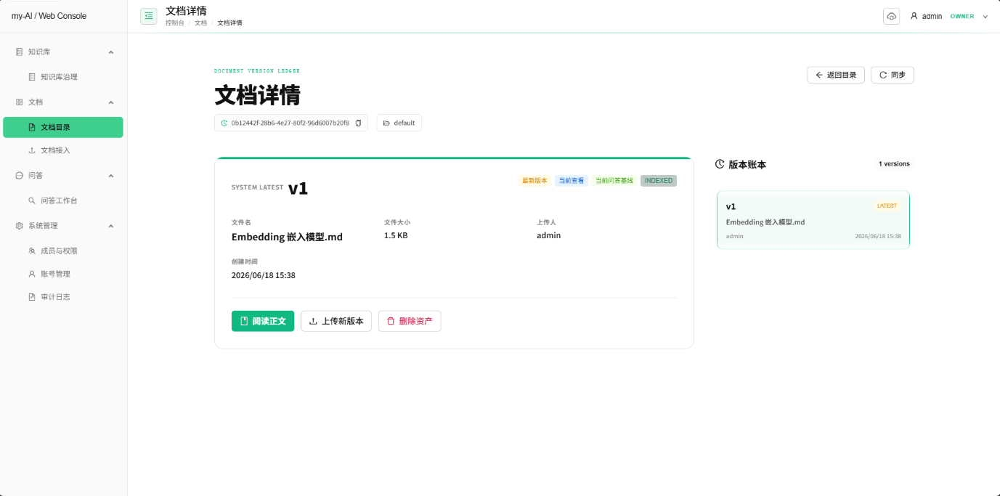 my-AI / Web Console
知识库
知识库治理
文档
文档目录
文档接入
问答
问答工作台
系统管理
成员与权限
账号管理
审计日志
文档详情
控制台 / 文档 / 文档详情
admin OWNER
DOCUMENT VERSION LEDGER
文档详情
0b12442f-28b6-4e27-80f2-96d6007b20f8
default
返回目录
同步
SYSTEM LATEST v1
最新版本 当前查看 当前问答基线 INDEXED
文件名
Embedding 嵌入模型.md
文件大小
1.5 KB
上传人
admin
创建时间
2026/06/18 15:38
阅读正文
上传新版本
删除资产
版本账本
1 versions
v1
LATEST
Embedding 嵌入模型.md
admin
2026/06/18 15:38